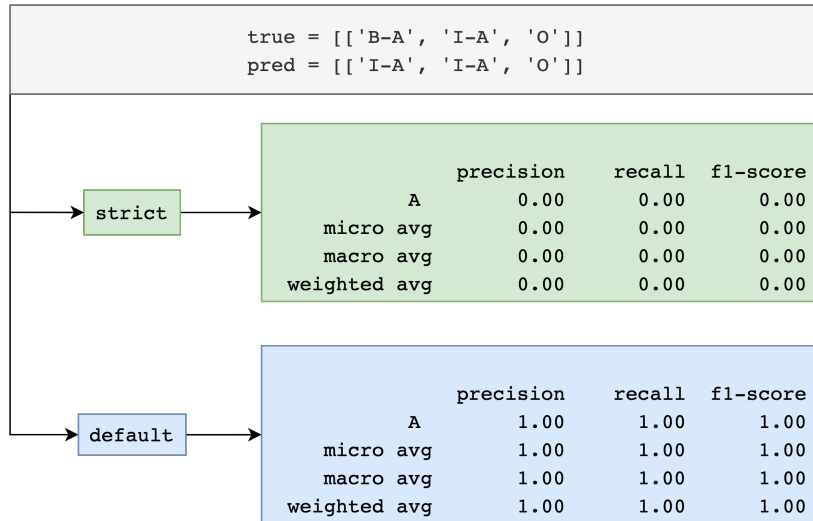 true = [['B-A', 'I-A', 'O']]
pred = [['I-A', 'I-A', 'O']]
strict
precision recall f1-score
A 0.00 0.00 0.00
micro avg 0.00 0.00 0.00
macro avg 0.00 0.00 0.00
weighted avg 0.00 0.00 0.00
default
precision recall f1-score
A 1.00 1.00 1.00
micro avg 1.00 1.00 1.00
macro avg 1.00 1.00 1.00
weighted avg 1.00 1.00 1.00